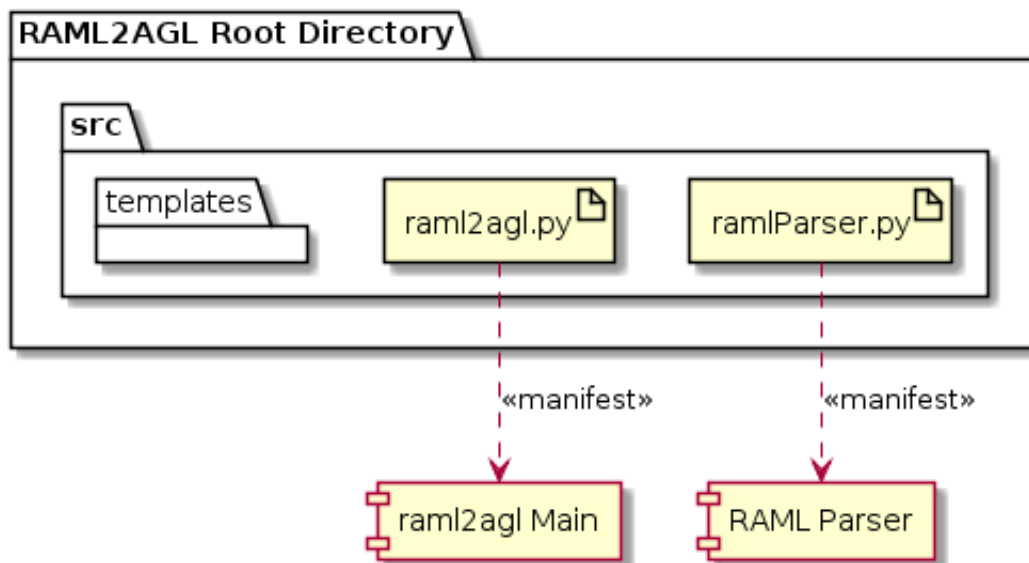 RAML2AGL Root Directory
src
templates
raml2agl.py
ramlParser.py
«manifest»
«manifest»
raml2agl Main
RAML Parser